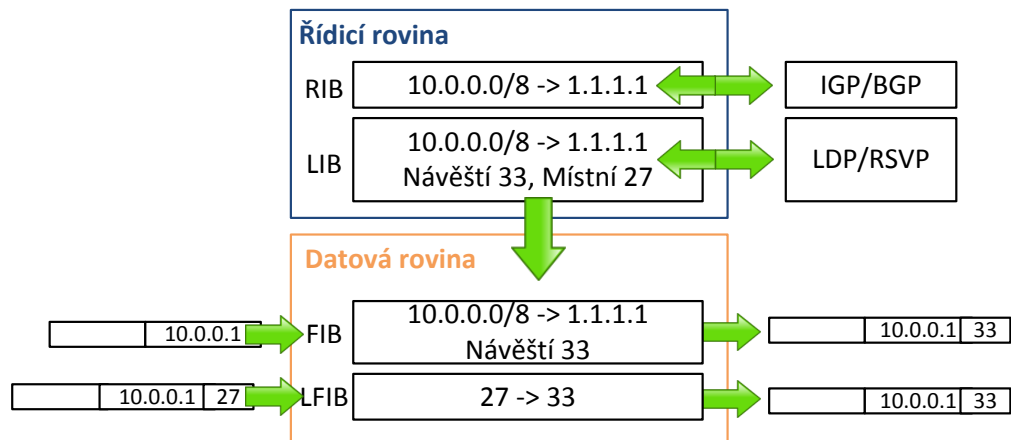 Řídicí rovina
RIB
10.0.0.0/8 -> 1.1.1.1
IGP/BGP
LIB
10.0.0.0/8 -> 1.1.1.1
Návěští 33, Místní 27
LDP/RSVP
Datová rovina
10.0.0.1
FIB
10.0.0.0/8 -> 1.1.1.1
Návěští 33
10.0.0.1 33
10.0.0.1 27
LFIB
27 -> 33
10.0.0.1 33